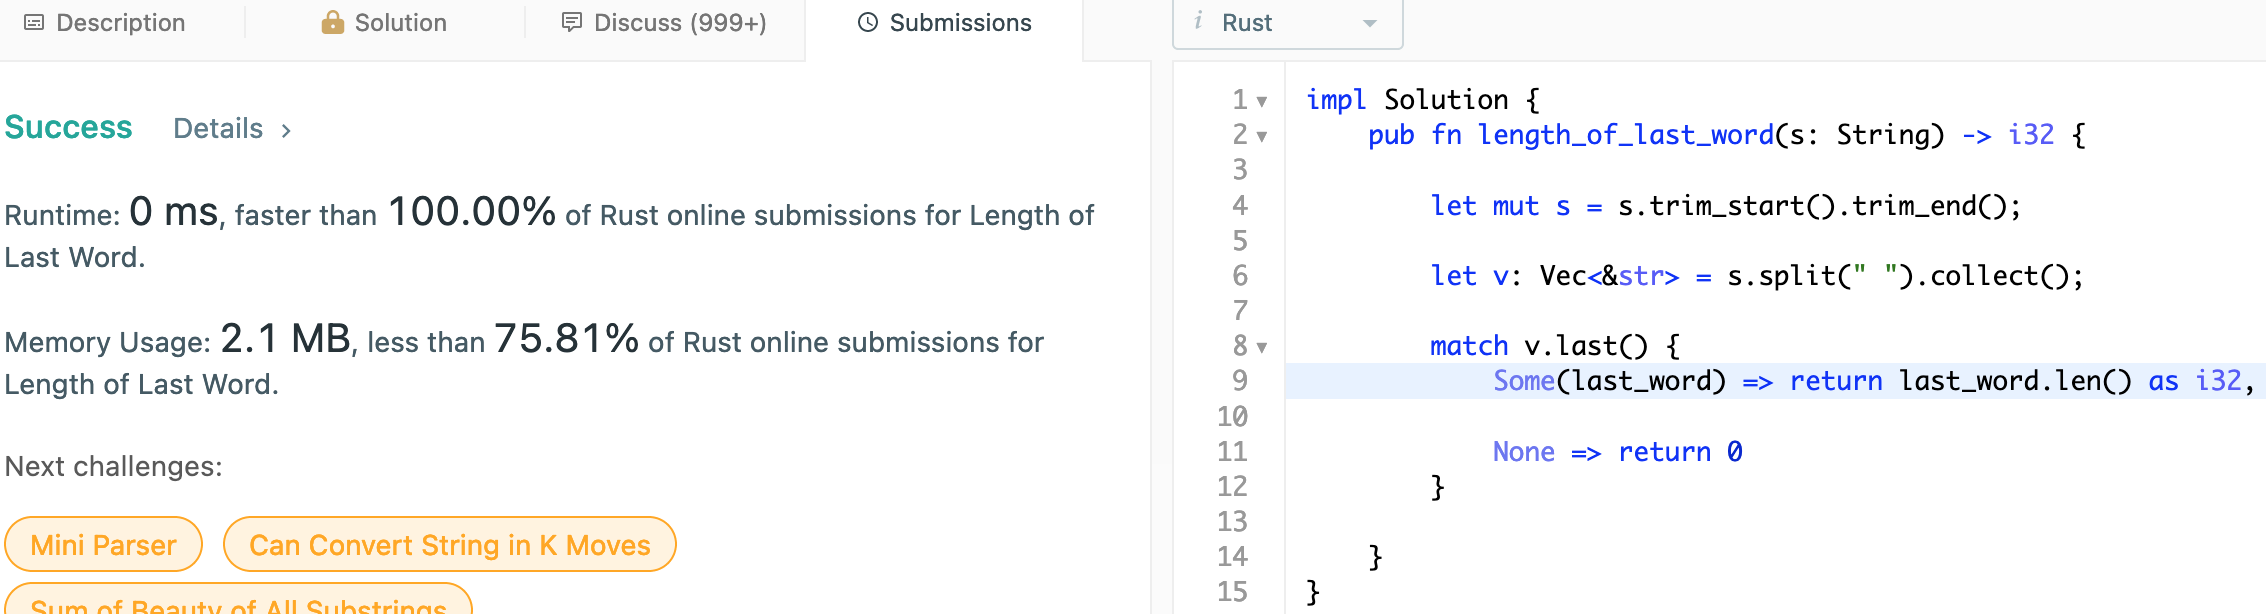 Description
Solution
Discuss (999+)
Submissions
i Rust
Success Details >
Runtime: 0 ms, faster than 100.00% of Rust online submissions for Length of
Last Word.
Memory Usage: 2.1 MB, less than 75.81% of Rust online submissions for
Length of Last Word.
Next challenges:
Mini Parser
Can Convert String in K Moves
Sum of Beauty of All Substrings
1 impl Solution {
2 pub fn length_of_last_word(s: String) -> i32 {
3
4 let mut s = s.trim_start().trim_end();
5
6 let v: Vec<&str> = s.split(" ").collect();
7
8 match v.last() {
9 Some(last_word) => return last_word.len() as i32,
10
11 None => return 0
12 }
13
14 }
15 }